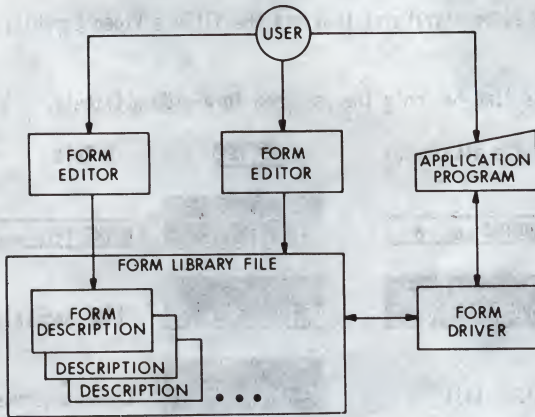 USER
FORM
EDITOR
FORM
EDITOR
APPLICATION
PROGRAM
FORM LIBRARY FILE
FORM
DESCRIPTION
DESCRIPTION
DESCRIPTION
• • •
FORM
DRIVER